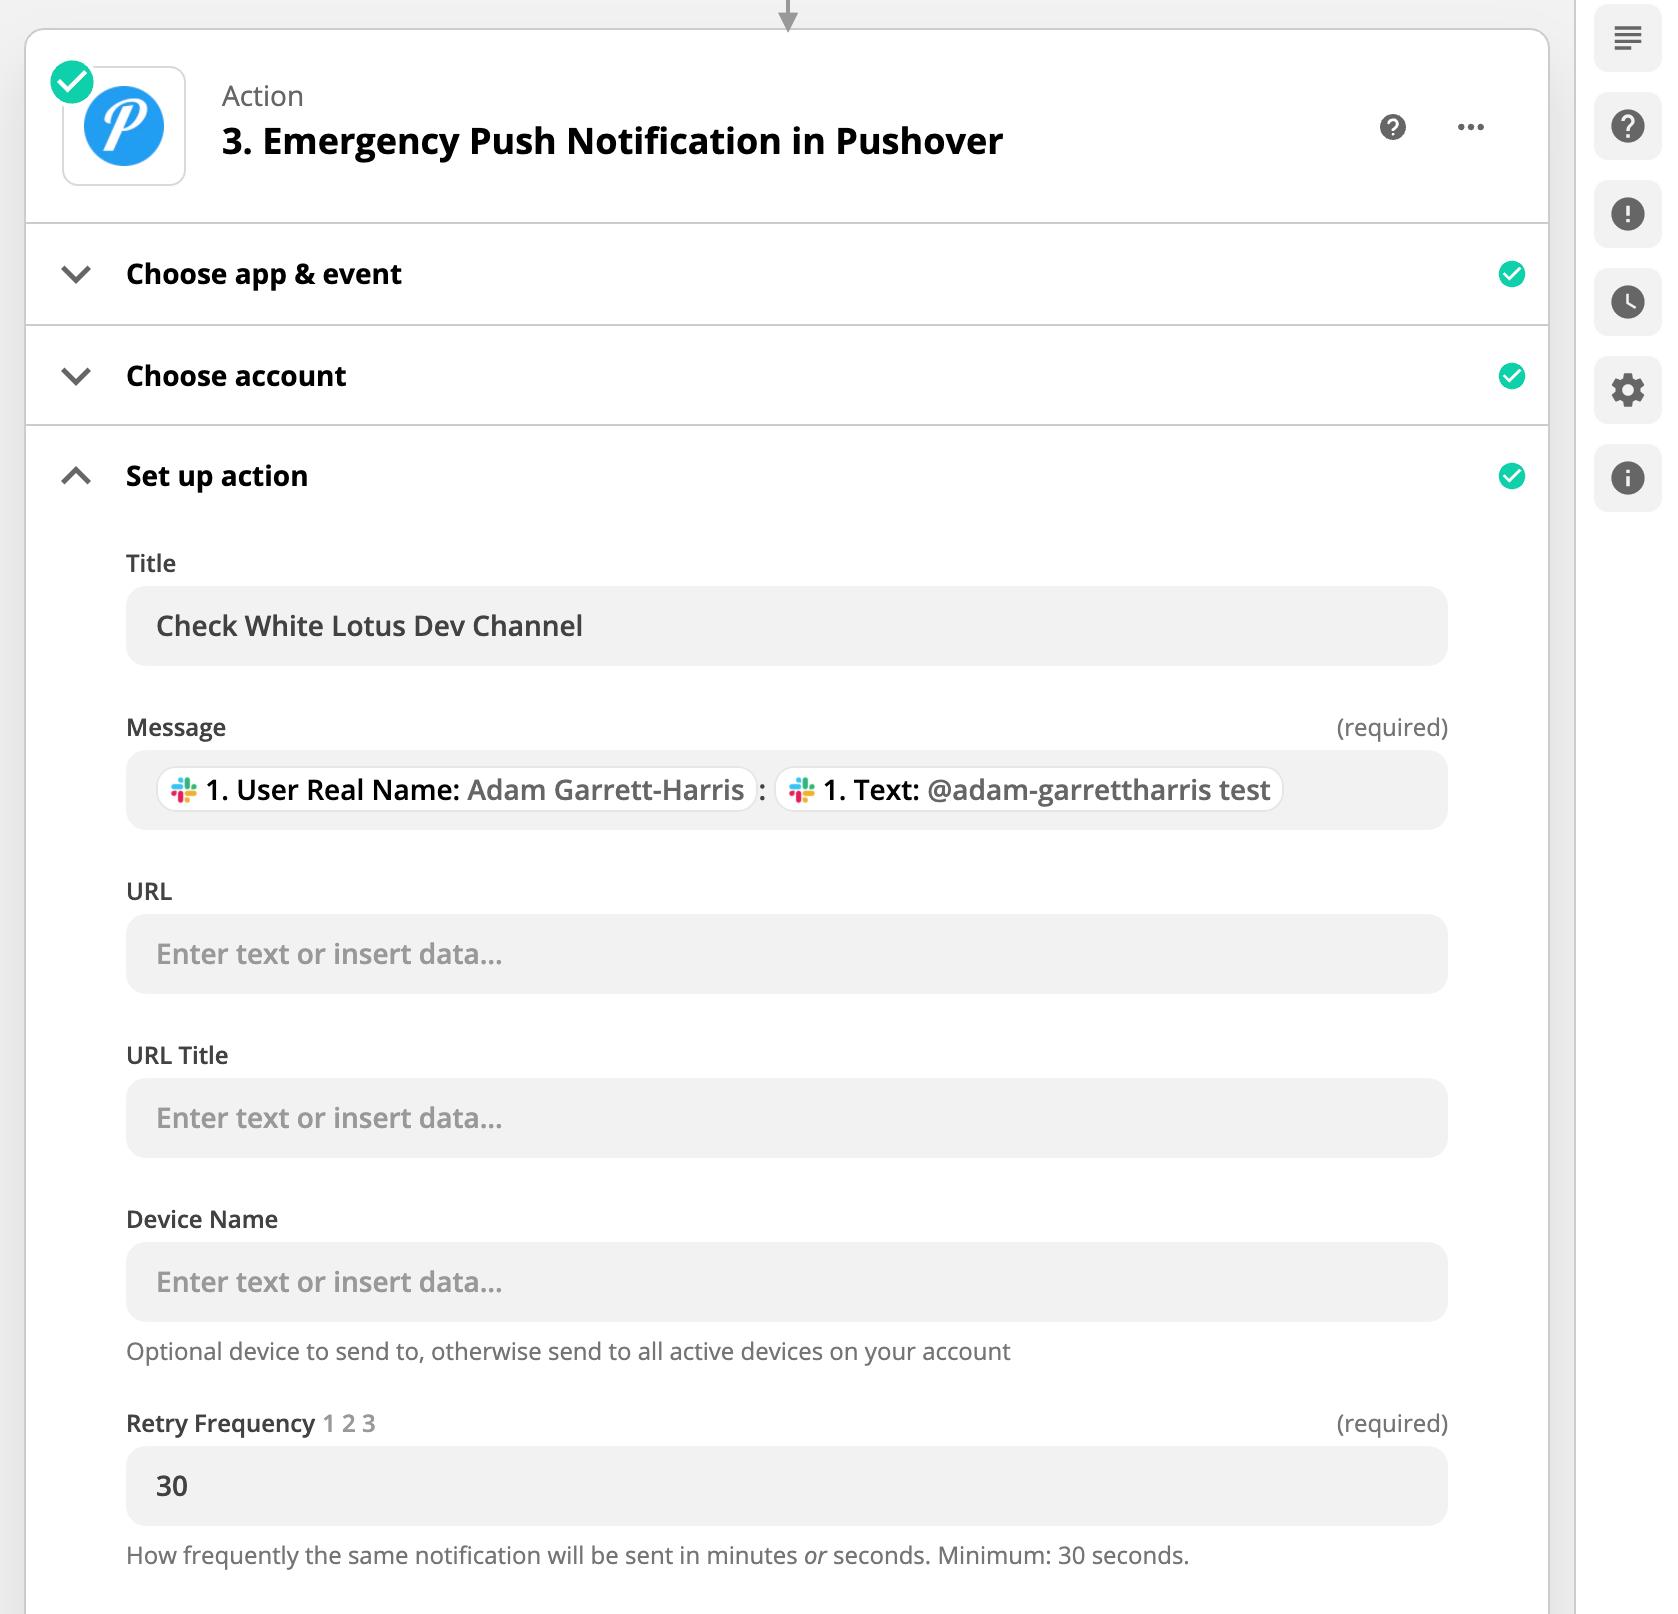 Action
3. Emergency Push Notification in Pushover
Choose app & event
Choose account
Set up action
Title
Check White Lotus Dev Channel
Message (required)
1. User Real Name: Adam Garrett-Harris : 1. Text: @adam-garrettharris test
URL
Enter text or insert data...
URL Title
Enter text or insert data...
Device Name
Enter text or insert data...
Optional device to send to, otherwise send to all active devices on your account
Retry Frequency 1 2 3 (required)
30
How frequently the same notification will be sent in minutes or seconds. Minimum: 30 seconds.